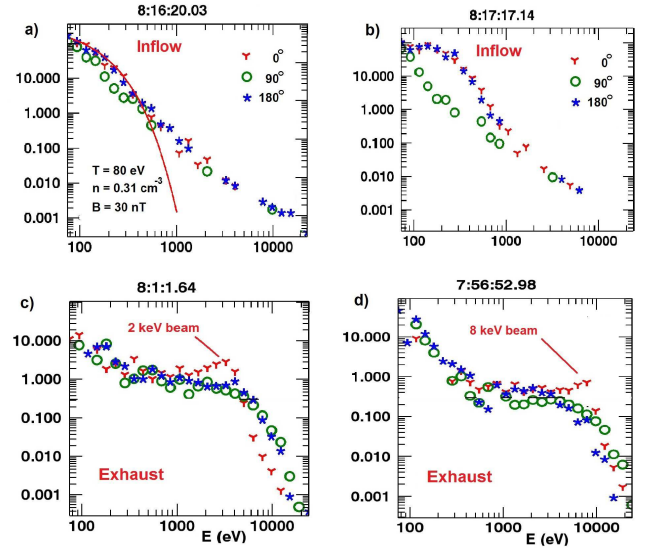 8:16:20.03
a)
Inflow
0°
90°
180°
10.000
1.000
0.100
0.010
0.001
T = 80 eV
n = 0.31 cm⁻³
B = 30 nT
100
1000
10000
8:17:17.14
b)
Inflow
0°
90°
180°
10.000
1.000
0.100
0.010
0.001
100
1000
10000
8:1:1.64
c)
2 keV beam
10.000
1.000
0.100
0.010
0.001
Exhaust
100
1000
10000
E (eV)
7:56:52.98
d)
8 keV beam
10.000
1.000
0.100
0.010
0.001
Exhaust
100
1000
10000
E (eV)